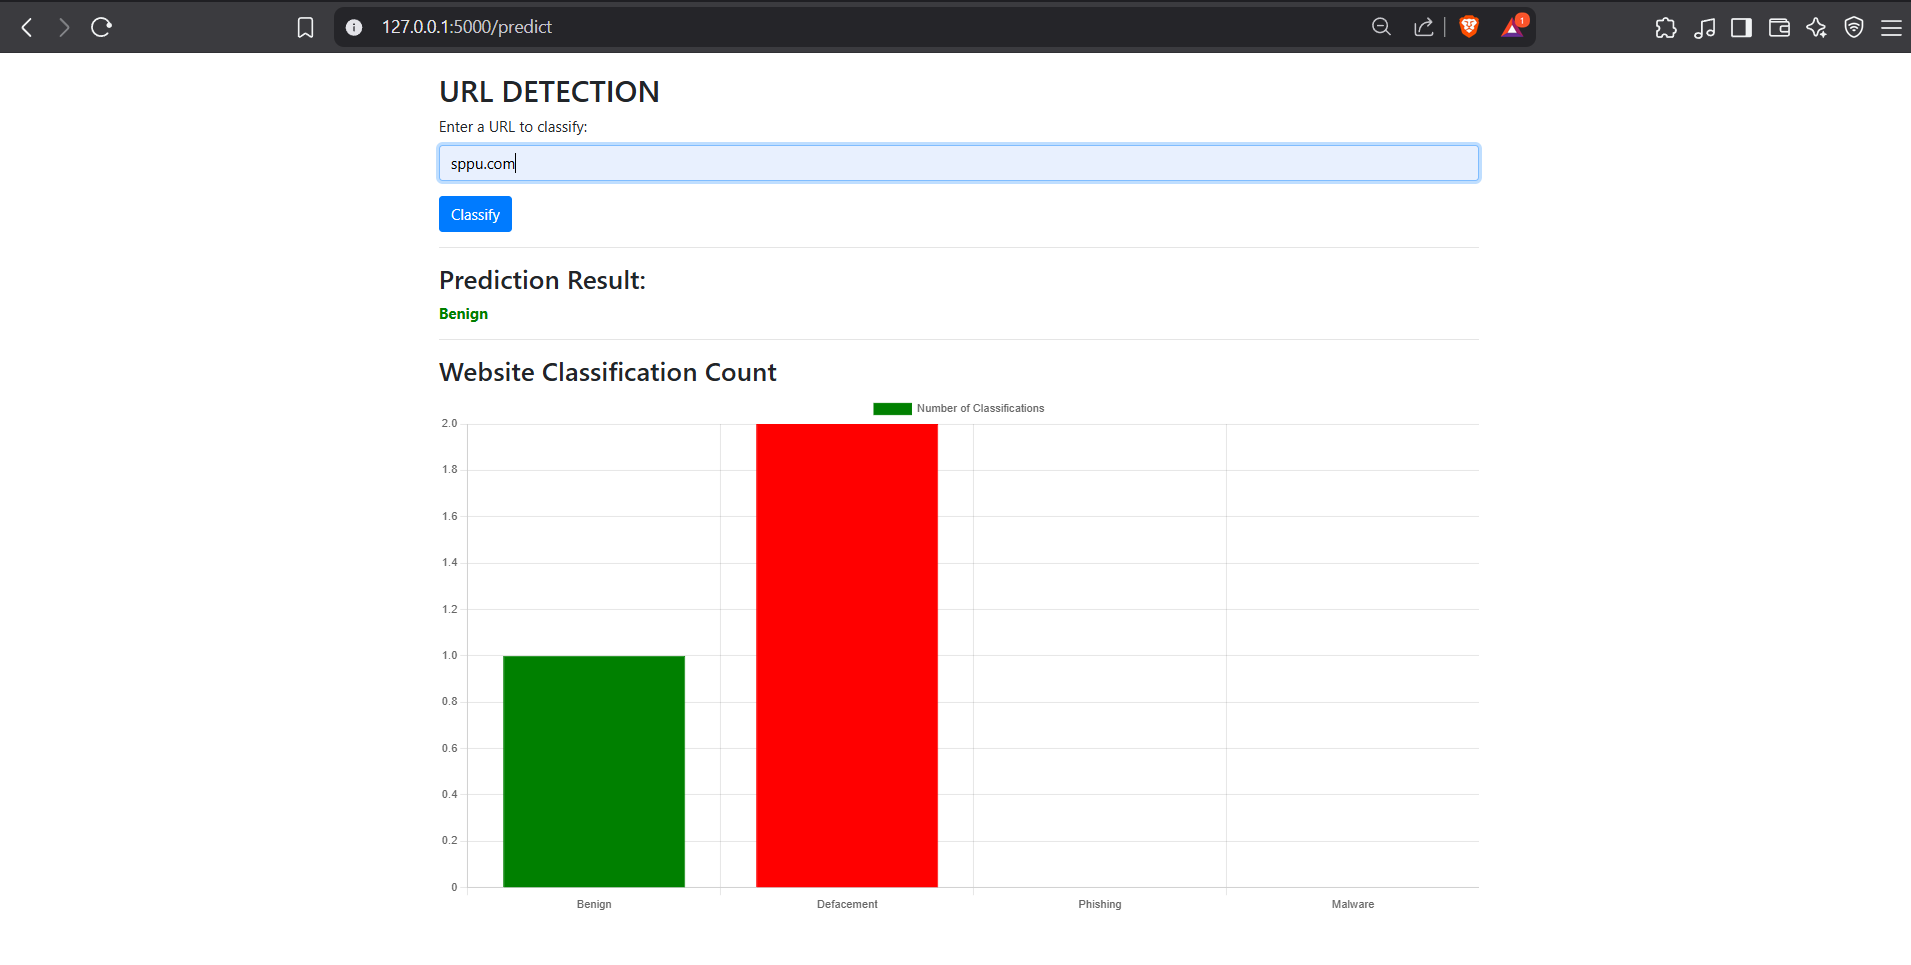 127.0.0.1:5000/predict
1
URL DETECTION
Enter a URL to classify:
sppu.com
Classify
Prediction Result:
Benign
Website Classification Count
Number of Classifications
2.0
1.8
1.6
1.4
1.2
1.0
0.8
0.6
0.4
0.2
0
Benign Defacement Phishing Malware